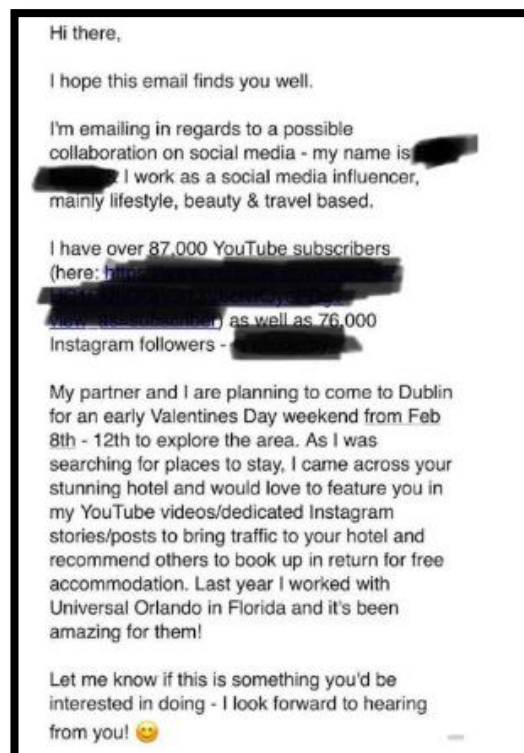 Hi there,
I hope this email finds you well.
I'm emailing in regards to a possible
collaboration on social media - my name is
I work as a social media influencer,
mainly lifestyle, beauty & travel based.
I have over 87,000 YouTube subscribers
(here:
as well as 76,000
Instagram followers -
My partner and I are planning to come to Dublin
for an early Valentines Day weekend from Feb
8th - 12th to explore the area. As I was
searching for places to stay, I came across your
stunning hotel and would love to feature you in
my YouTube videos/dedicated Instagram
stories/posts to bring traffic to your hotel and
recommend others to book up in return for free
accommodation. Last year I worked with
Universal Orlando in Florida and it's been
amazing for them!
Let me know if this is something you'd be
interested in doing - I look forward to hearing
from you! 😊